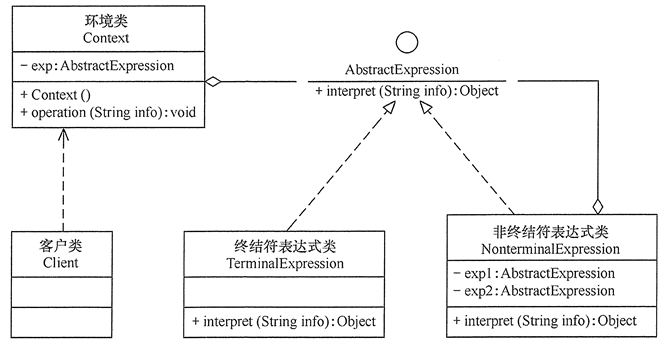 环境类
Context
- exp:AbstractExpression
+ Context()
+ operation(String info):void
AbstractExpression
+ interpret(String info):Object
客户类
Client
终结符表达式类
TerminalExpression
+ interpret(String info):Object
非终结符表达式类
NonterminalExpression
- exp1:AbstractExpression
- exp2:AbstractExpression
+ interpret(String info):Object